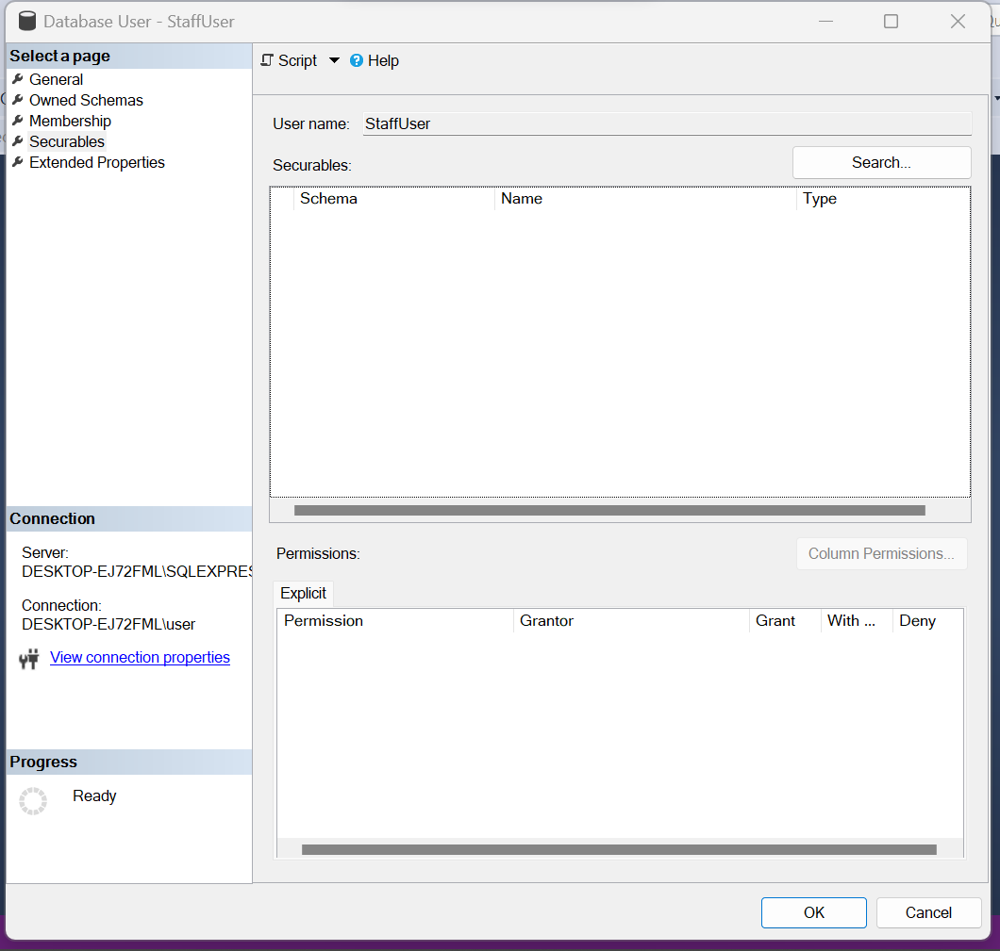 Database User - StaffUser
Select a page
General
Owned Schemas
Membership
Securables
Extended Properties
Script
Help
User name: StaffUser
Securables:
Search...
Schema Name Type
Permissions:
Column Permissions...
Explicit
Permission Grantor Grant With ... Deny
Connection
Server:
DESKTOP-EJ72FML\SQLEXPRES
Connection:
DESKTOP-EJ72FML\user
View connection properties
Progress
Ready
OK
Cancel